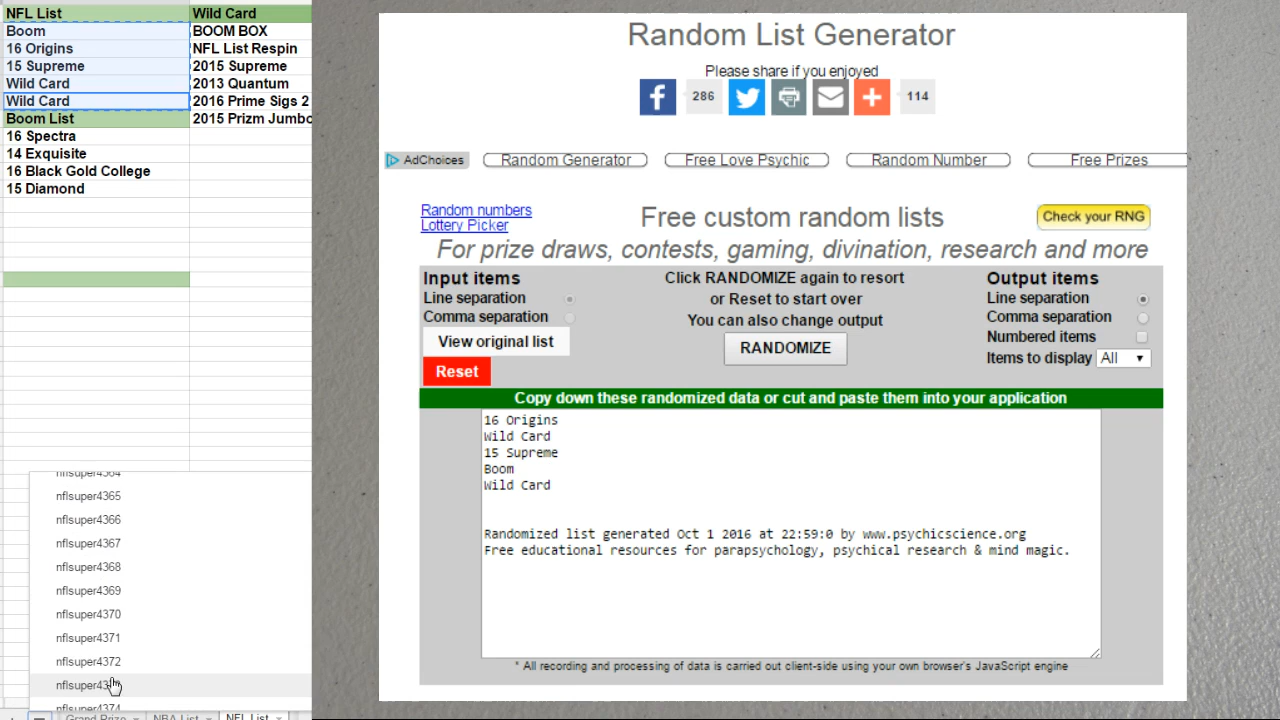 NFL List Wild Card
Boom BOOM BOX
16 Origins NFL List Respin
15 Supreme 2015 Supreme
Wild Card 2013 Quantum
Wild Card 2016 Prime Sigs 2
Boom List 2015 Prizm Jumbo
16 Spectra
14 Exquisite
16 Black Gold College
15 Diamond
nflsuper4364
nflsuper4365
nflsuper4366
nflsuper4367
nflsuper4368
nflsuper4369
nflsuper4370
nflsuper4371
nflsuper4372
nflsuper4374
Grand Prize NBA List NFL List
Random List Generator
Please share if you enjoyed
286 114
AdChoices Random Generator Free Love Psychic Random Number Free Prizes
Random numbers
Lottery Picker
Free custom random lists
Check your RNG
For prize draws, contests, gaming, divination, research and more
Input items
Line separation
Comma separation
View original list
Reset
Click RANDOMIZE again to resort
or Reset to start over
You can also change output
RANDOMIZE
Output items
Line separation
Comma separation
Numbered items
Items to display All
Copy down these randomized data or cut and paste them into your application
16 Origins
Wild Card
15 Supreme
Boom
Wild Card
Randomized list generated Oct 1 2016 at 22:59:0 by www.psychicscience.org
Free educational resources for parapsychology, psychical research & mind magic.
* All recording and processing of data is carried out client-side using your own browser's JavaScript engine